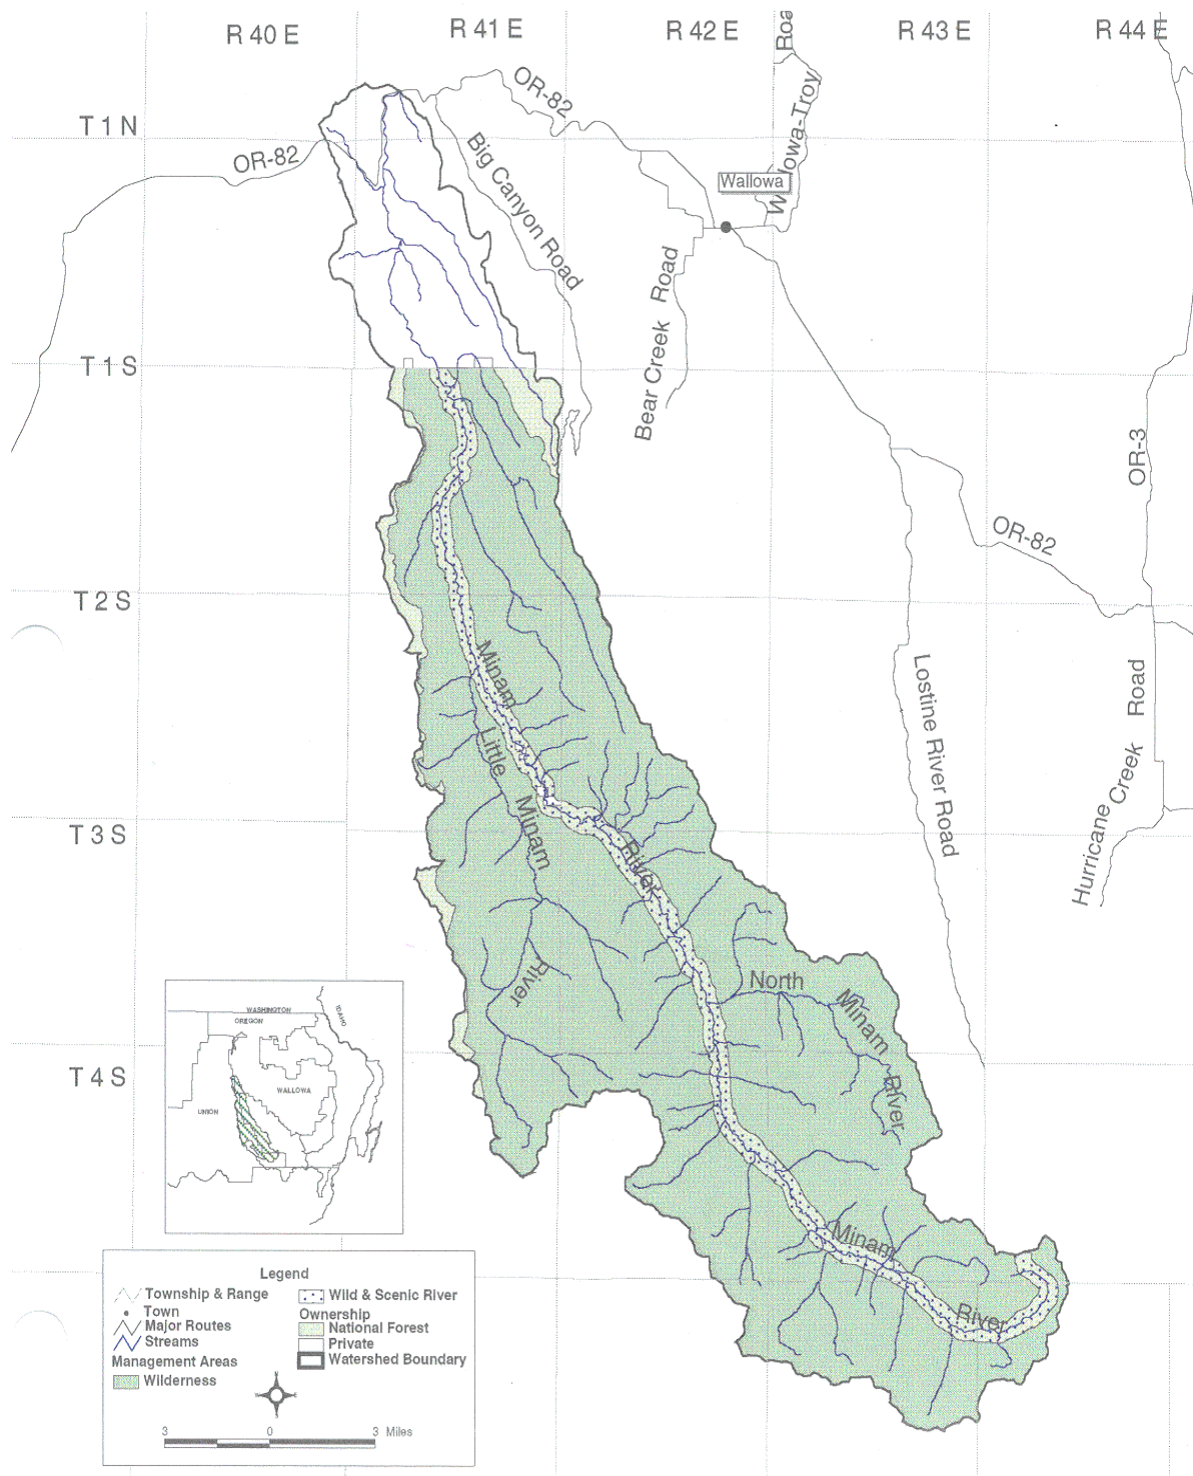 R 40 E
R 41 E
R 42 E
R 43 E
R 44 E
T 1 N
OR-82
OR-82
Big Canyon Road
Wallowa-Troy
Roa
Wallowa
Bear Creek Road
T 1 S
OR-3
OR-82
T 2 S
Minam
Little
Minam
River
River
Lostine River Road
Hurricane
Creek Road
T 3 S
North
Minam
River
T 4 S
Minam
River
WASHINGTON
OREGON
IDAHO
WALLOWA
UNION
Legend
Township & Range
Town
Major Routes
Streams
Management Areas
Wilderness
Wild & Scenic River
Ownership
National Forest
Private
Watershed Boundary
3 0 3 Miles